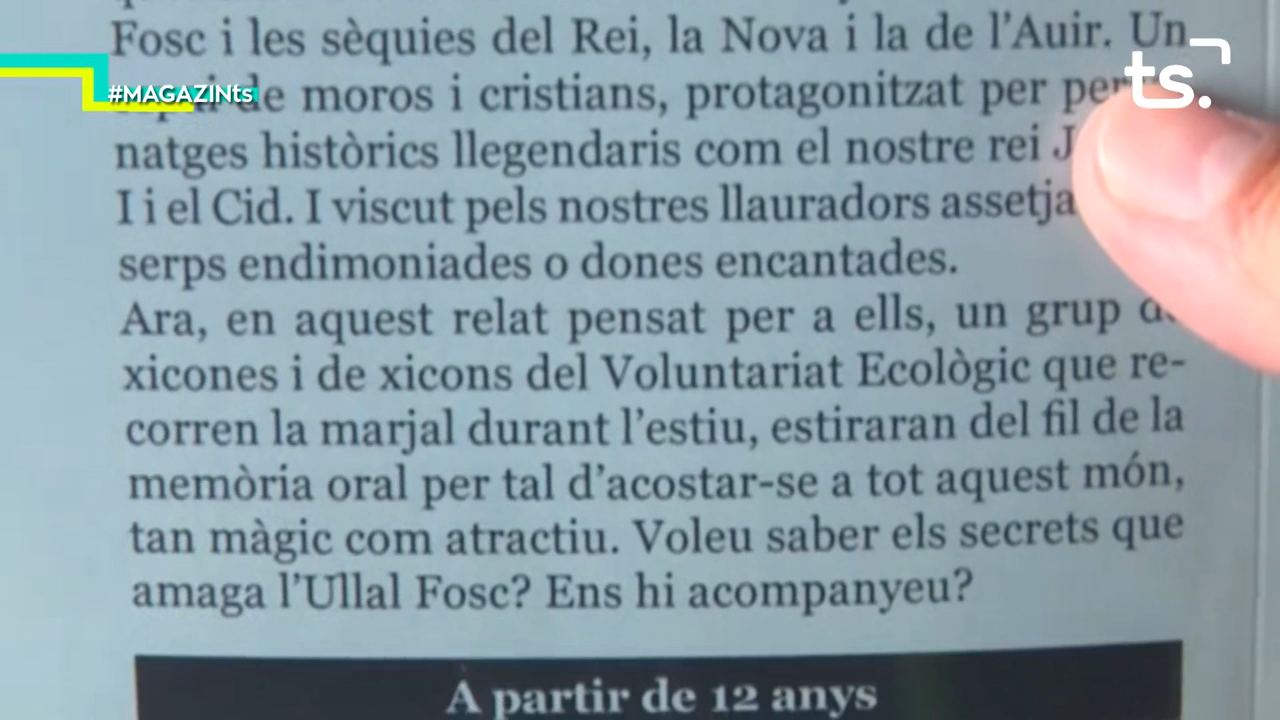 Fosc i les sèquies del Rei, la Nova i la de l'Auir. Un
#MAGAZINts
de moros i cristians, protagonitzat per
ts.
natges històrics llegendaris com el nostre rei
I i el Cid. I viscut pels nostres llauradors
serps endimoniades o dones encantades.
Ara, en aquest relat pensat per a ells, un grup
xicones i de xicons del Voluntariat Ecològic que re-
corren la marjal durant l'estiu, estiraran del fil de la
memòria oral per tal d'acostar-se a tot aquest món,
tan màgic com atractiu. Voleu saber els secrets que
amaga l'Ullal Fosc? Ens hi acompanyeu?
A partir de 12 anys